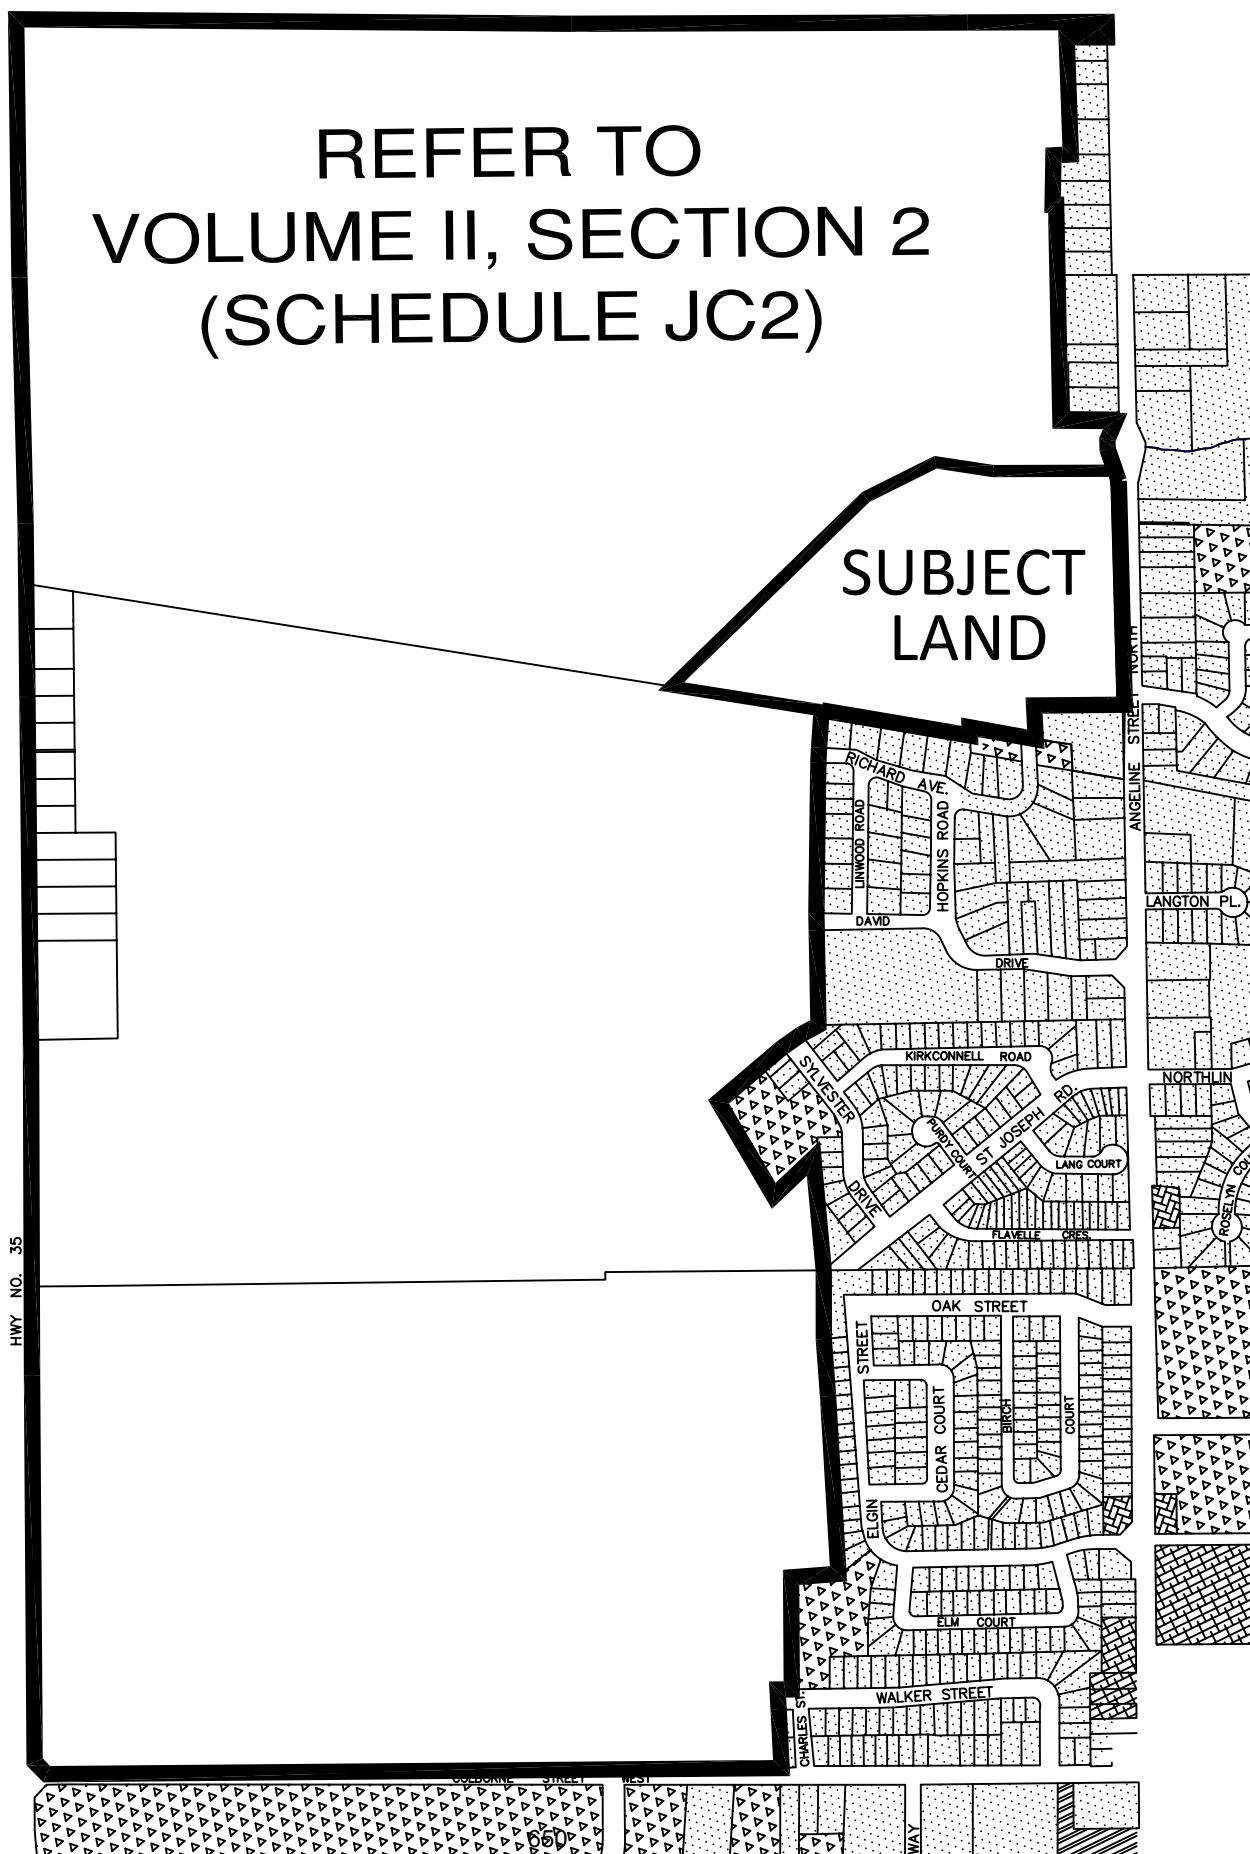 REFER TO
VOLUME II, SECTION 2
(SCHEDULE JC2)
SUBJECT
LAND
ANGELINE STREET NORTH
RICHARD AVE.
LINWOOD ROAD
HOPKINS ROAD
LANGTON PL.
DAVID
DRIVE
KIRKCONNELL ROAD
SYLVESTER
DRIVE
NORTHLIN
PURDY COURT
ST JOSEPH RD.
LANG COURT
ROSELYN COU
FLAVELLE CRES.
HWY NO. 35
OAK STREET
ELGIN STREET
CEDAR COURT
BIRCH
COURT
ELM COURT
WALKER STREET
CHARLES ST.
COLBORNE STREET WEST
650
WAY